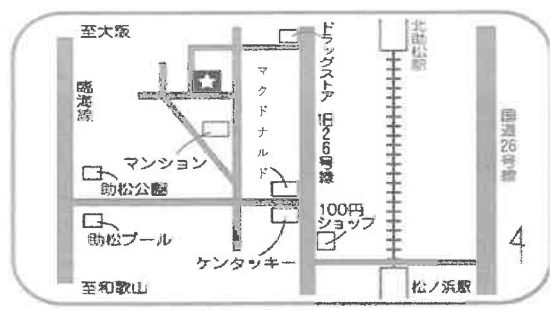 至大阪
臨海線
ドラッグストア
北助松駅
マクドナルド
旧26号線
国道26号線
マンション
助松公園
100円
ショップ
助松プール
ケンタッキー
至和歌山
松ノ浜駅
4